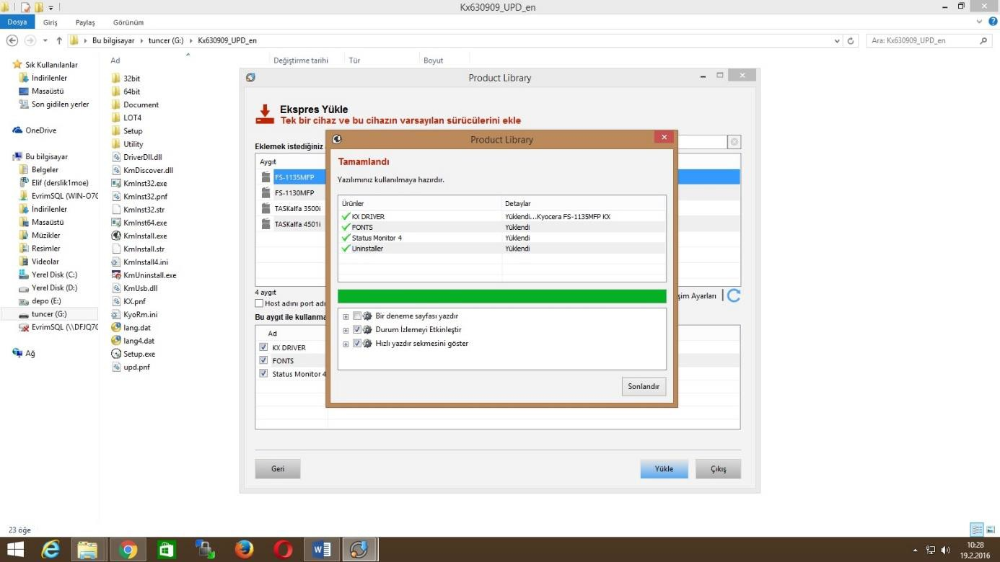 Kx630909_UPD_en
Dosya Giriş Paylaş Görünüm
Bu bilgisayar tuncer (G:) Kx630909_UPD_en
Ara: Kx630909_UPD_en
Sık Kullanılanlar
İndirilenler
Masaüstü
Son gidilen yerler
OneDrive
Bu bilgisayar
Belgeler
Elif (derslik1moe)
EvrimSQL (WIN-O7G
İndirilenler
Masaüstü
Müzikler
Resimler
Videolar
Yerel Disk (C:)
Yerel Disk (D:)
depo (E:)
tuncer (G:)
EvrimSQL (\\DFJQ7G
Ağ
Ad Değiştirme tarihi Tür Boyut
32bit
64bit
Document
LOT4
Setup
Utility
DriverDll.dll
KmDiscover.dll
KmInst32.exe
KmInst32.pnf
KmInst32.str
KmInst64.exe
KmInstall.exe
KmInstall.str
KmInstall4.ini
KmUninstall.exe
KmUsb.dll
KX.pnf
KyoRm.ini
lang.dat
lang4.dat
Setup.exe
upd.pnf
Product Library
Ekspres Yükle
Tek bir cihaz ve bu cihazın varsayılan sürücülerini ekle
Eklemek istediğiniz
Aygıt
FS-1135MFP
FS-1130MFP
TASKalfa 3500i
TASKalfa 4501i
4 aygıt
şim Ayarları
Host adını port adı
Bu aygıt ile kullanma
Ad
KX DRIVER
FONTS
Status Monitor 4
Geri Yükle Çıkış
Product Library
Tamamlandı
Yazılımınız kullanılmaya hazırdır.
Ürünler Detaylar
KX DRIVER Yüklendi...Kyocera FS-1135MFP KX
FONTS Yüklendi
Status Monitor 4 Yüklendi
Uninstaller Yüklendi
Bir deneme sayfası yazdır
Durum İzlemeyi Etkinleştir
Hızlı yazdır sekmesini göster
Sonlandır
23 öğe
10:28
19.2.2016